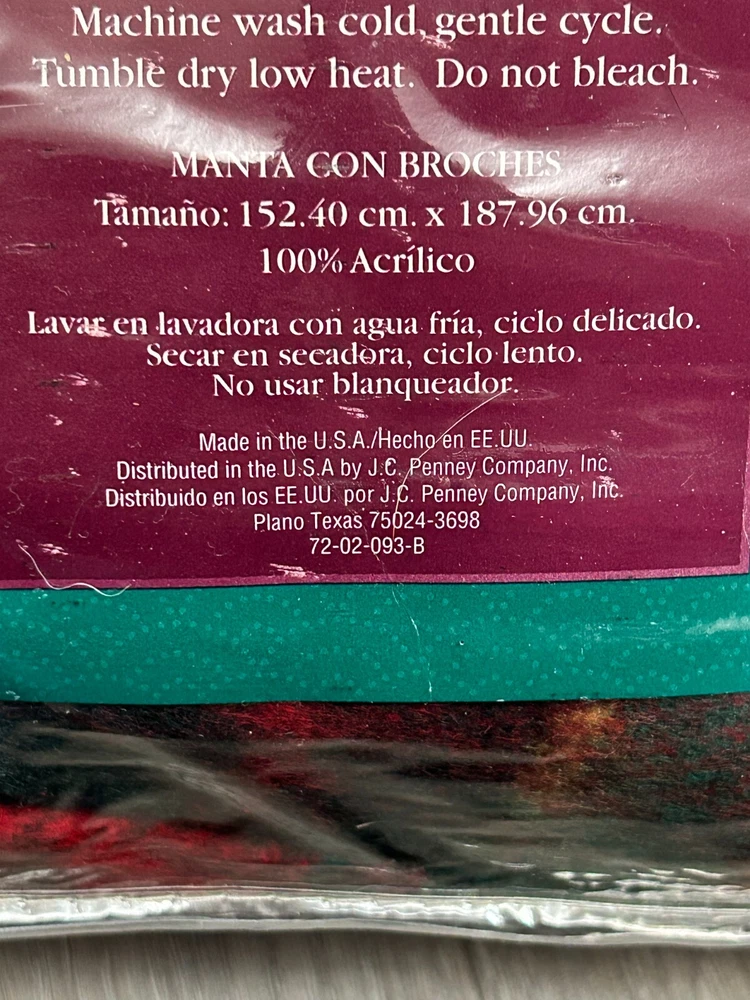 Machine wash cold, gentle cycle.
Tumble dry low heat. Do not bleach.
MANTA CON BROCHES
Tamaño: 152.40 cm. x 187.96 cm.
100% Acrílico
Lavar en lavadora con agua fría, ciclo delicado.
Secar en secadora, ciclo lento.
No usar blanqueador.
Made in the U.S.A./Hecho en EE.UU.
Distributed in the U.S.A by J.C. Penney Company, Inc.
Distribuido en los EE.UU. por J.C. Penney Company, Inc.
Plano Texas 75024-3698
72-02-093-B